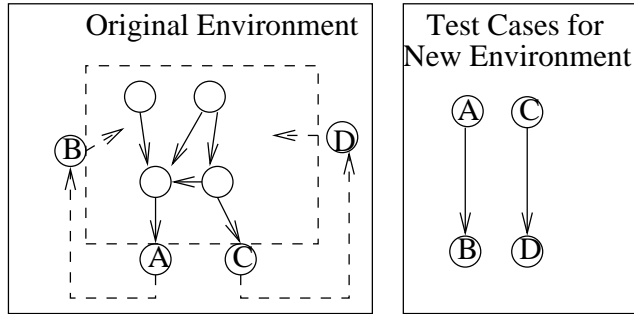 Original Environment
B
D
A
C
Test Cases for
New Environment
A
C
B
D